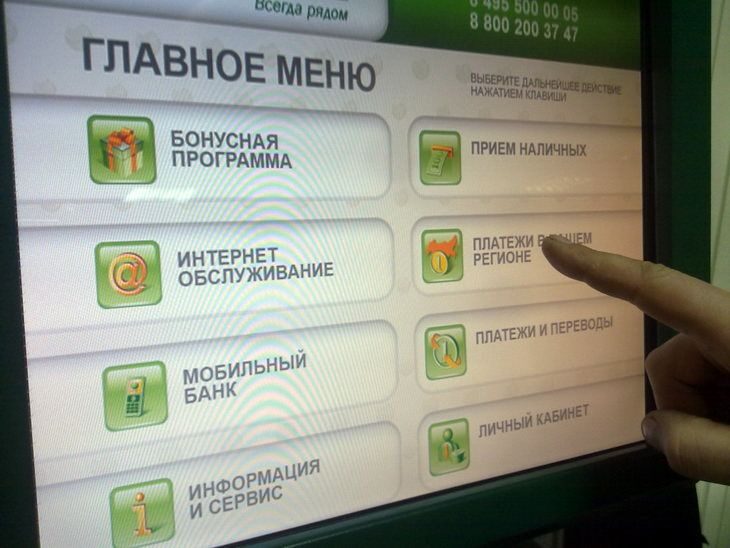 Всегда рядом
8 495 500 00 05
8 800 200 37 47
ГЛАВНОЕ МЕНЮ
ВЫБЕРИТЕ ДАЛЬНЕЙШЕЕ ДЕЙСТВИЕ
НАЖАТИЕМ КЛАВИШИ
БОНУСНАЯ
ПРОГРАММА
ПРИЕМ НАЛИЧНЫХ
ИНТЕРНЕТ
ОБСЛУЖИВАНИЕ
ПЛАТЕЖИ В ВАШЕМ
РЕГИОНЕ
МОБИЛЬНЫЙ
БАНК
ПЛАТЕЖИ И ПЕРЕВОДЫ
ИНФОРМАЦИЯ
И СЕРВИС
ЛИЧНЫЙ КАБИНЕТ